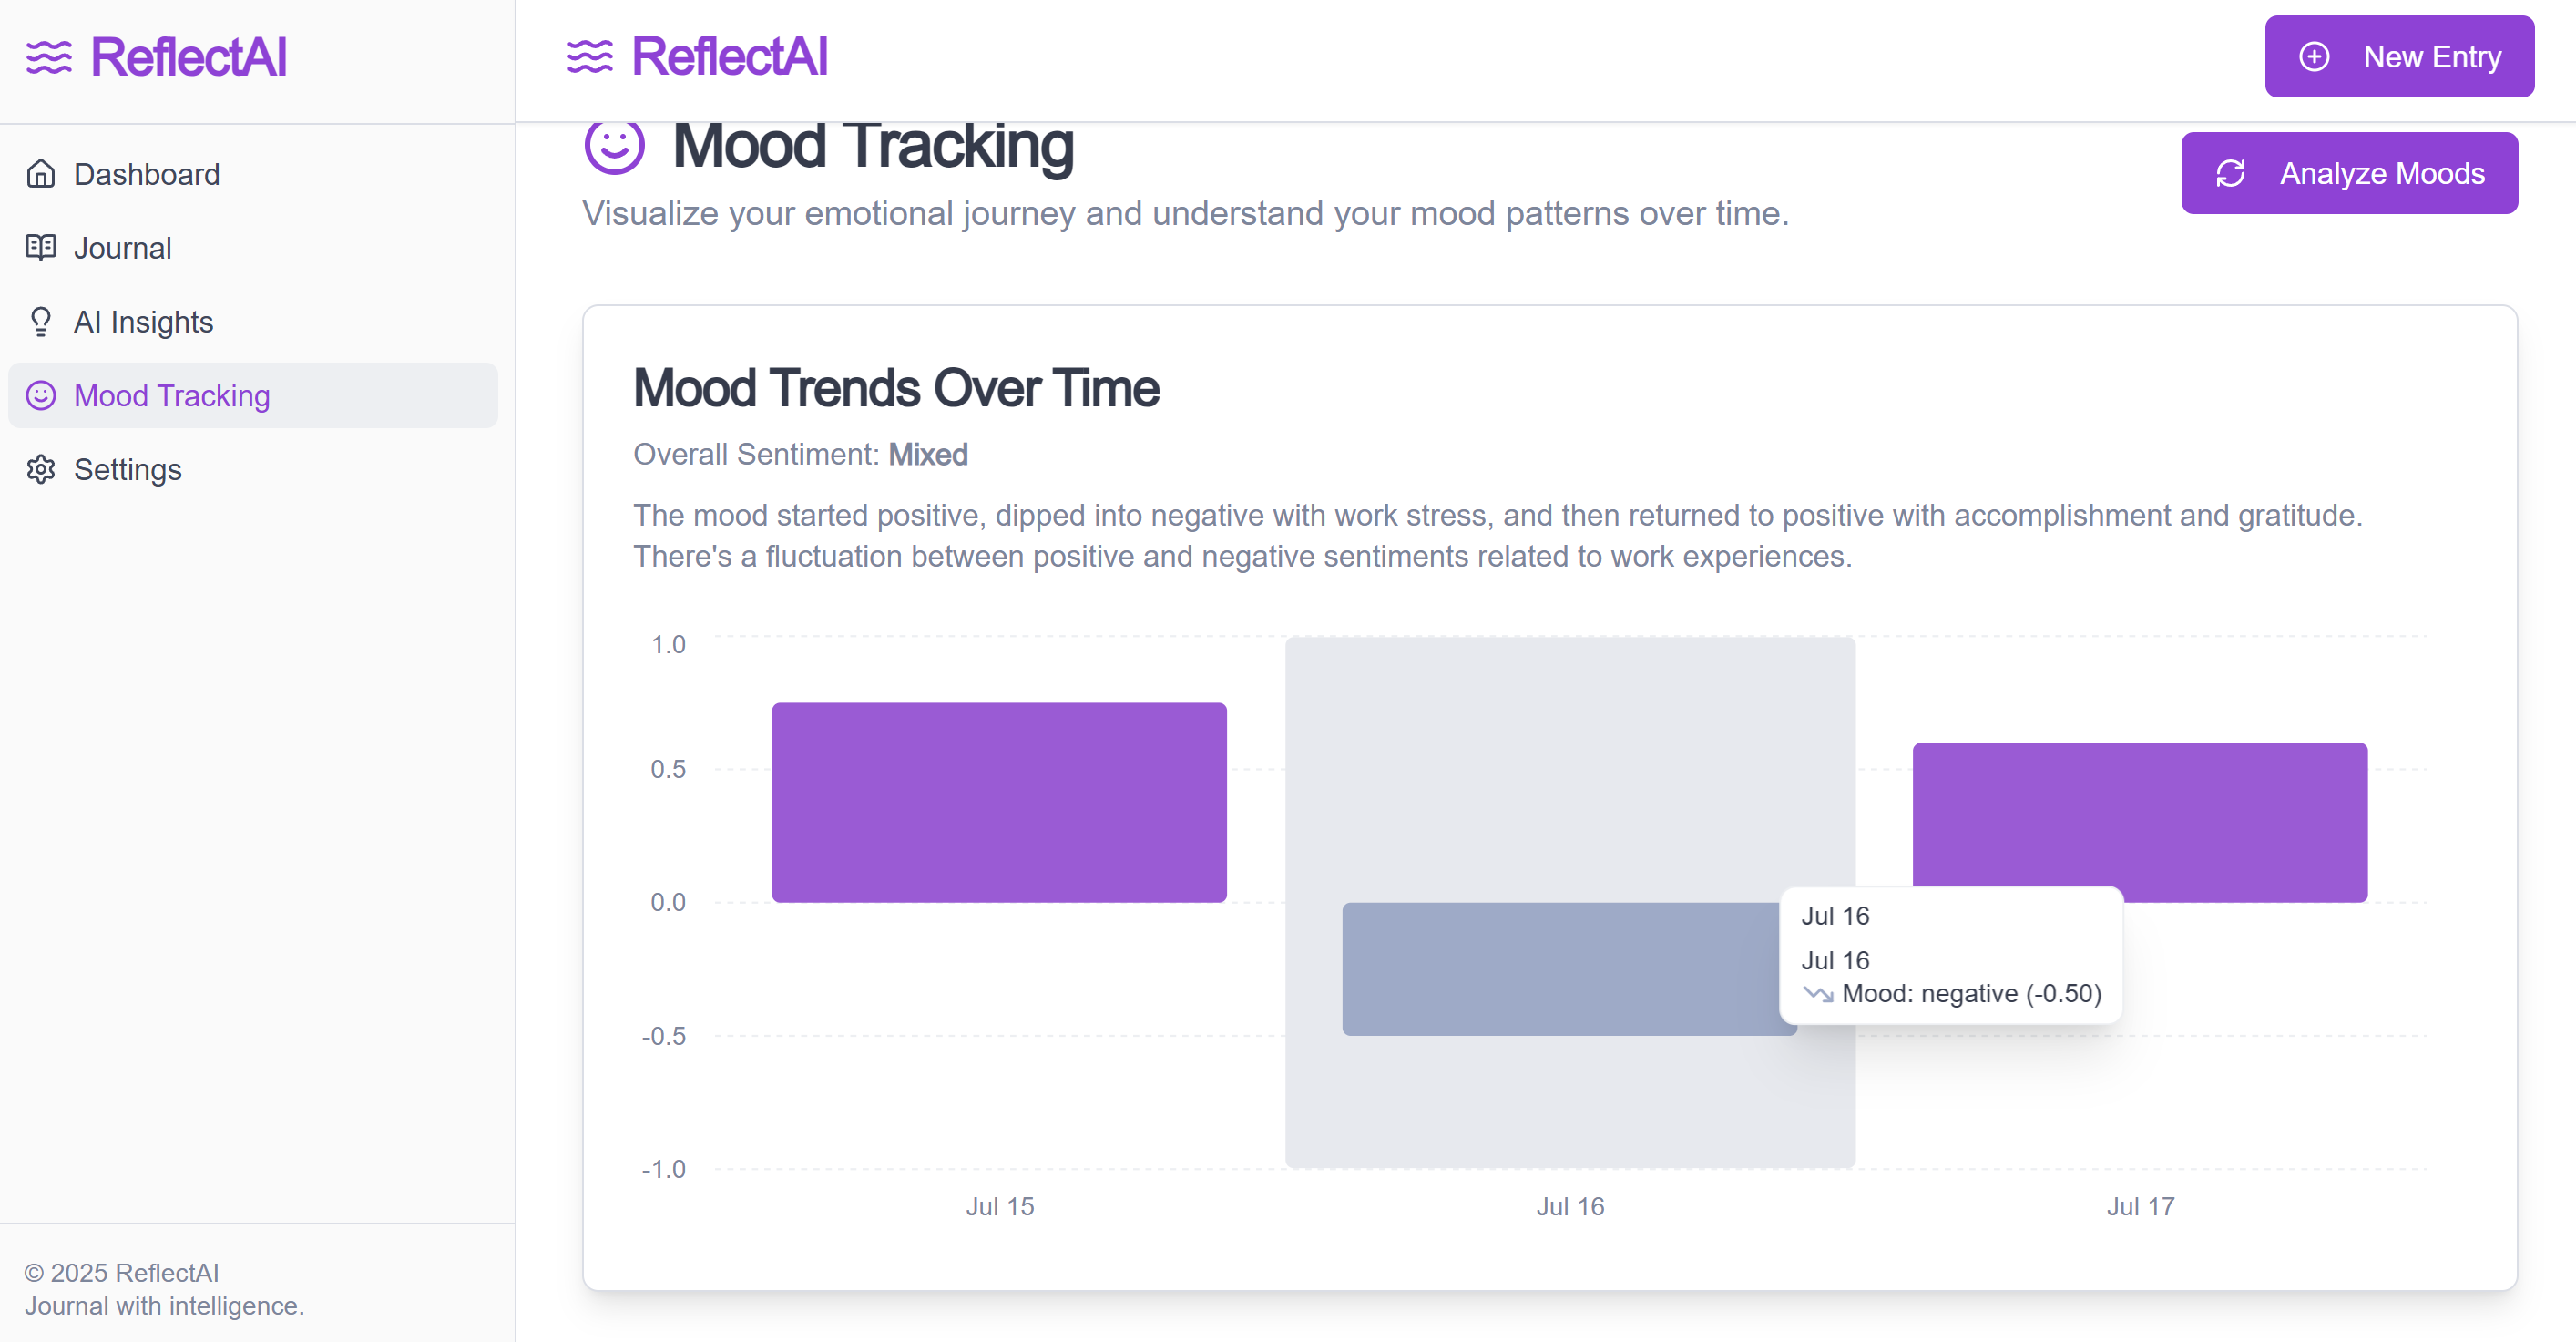 ReflectAI
Dashboard
Journal
AI Insights
Mood Tracking
Settings
© 2025 ReflectAI
Journal with intelligence.
ReflectAI
New Entry
Mood Tracking
Visualize your emotional journey and understand your mood patterns over time.
Analyze Moods
Mood Trends Over Time
Overall Sentiment: Mixed
The mood started positive, dipped into negative with work stress, and then returned to positive with accomplishment and gratitude.
There's a fluctuation between positive and negative sentiments related to work experiences.
1.0
0.5
0.0
-0.5
-1.0
Jul 16
Jul 16
Mood: negative (-0.50)
Jul 15
Jul 16
Jul 17